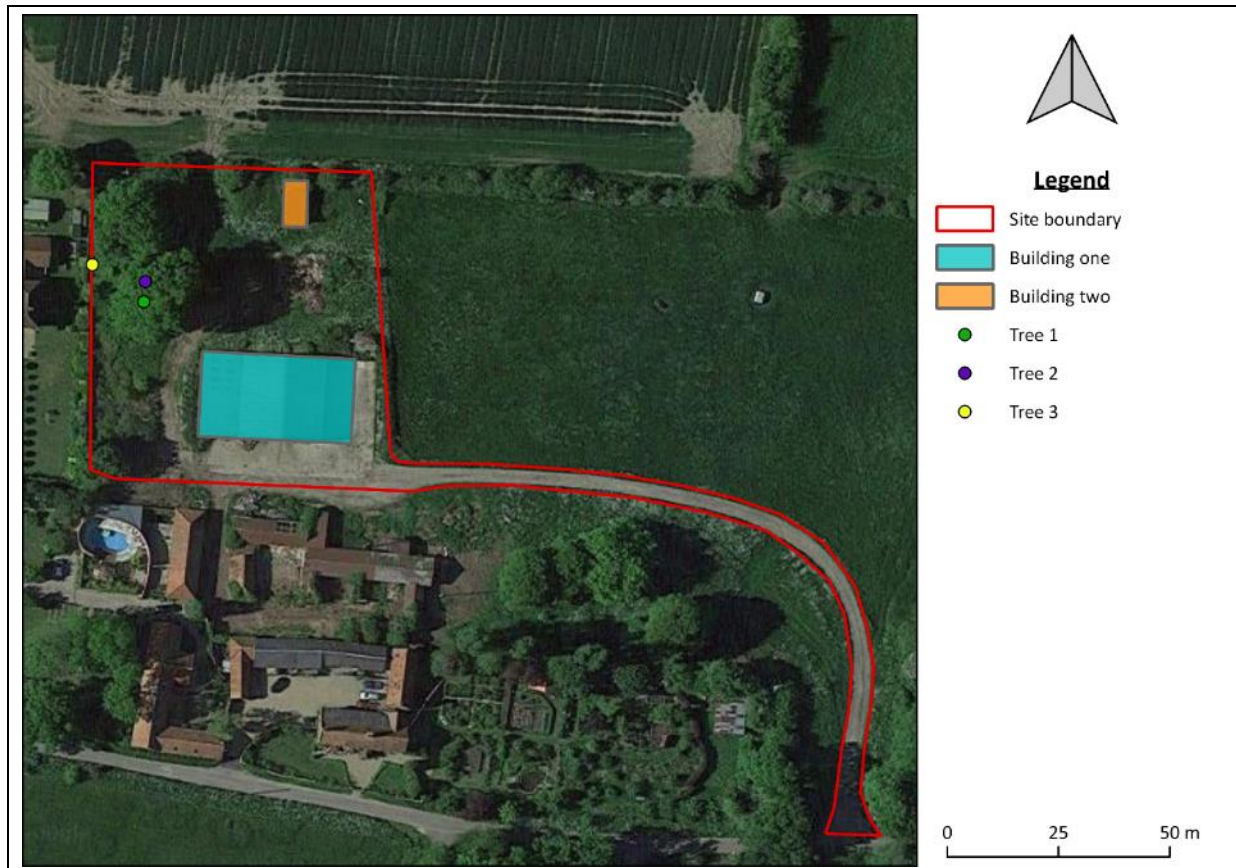 Legend
Site boundary
Building one
Building two
Tree 1
Tree 2
Tree 3
0 25 50 m